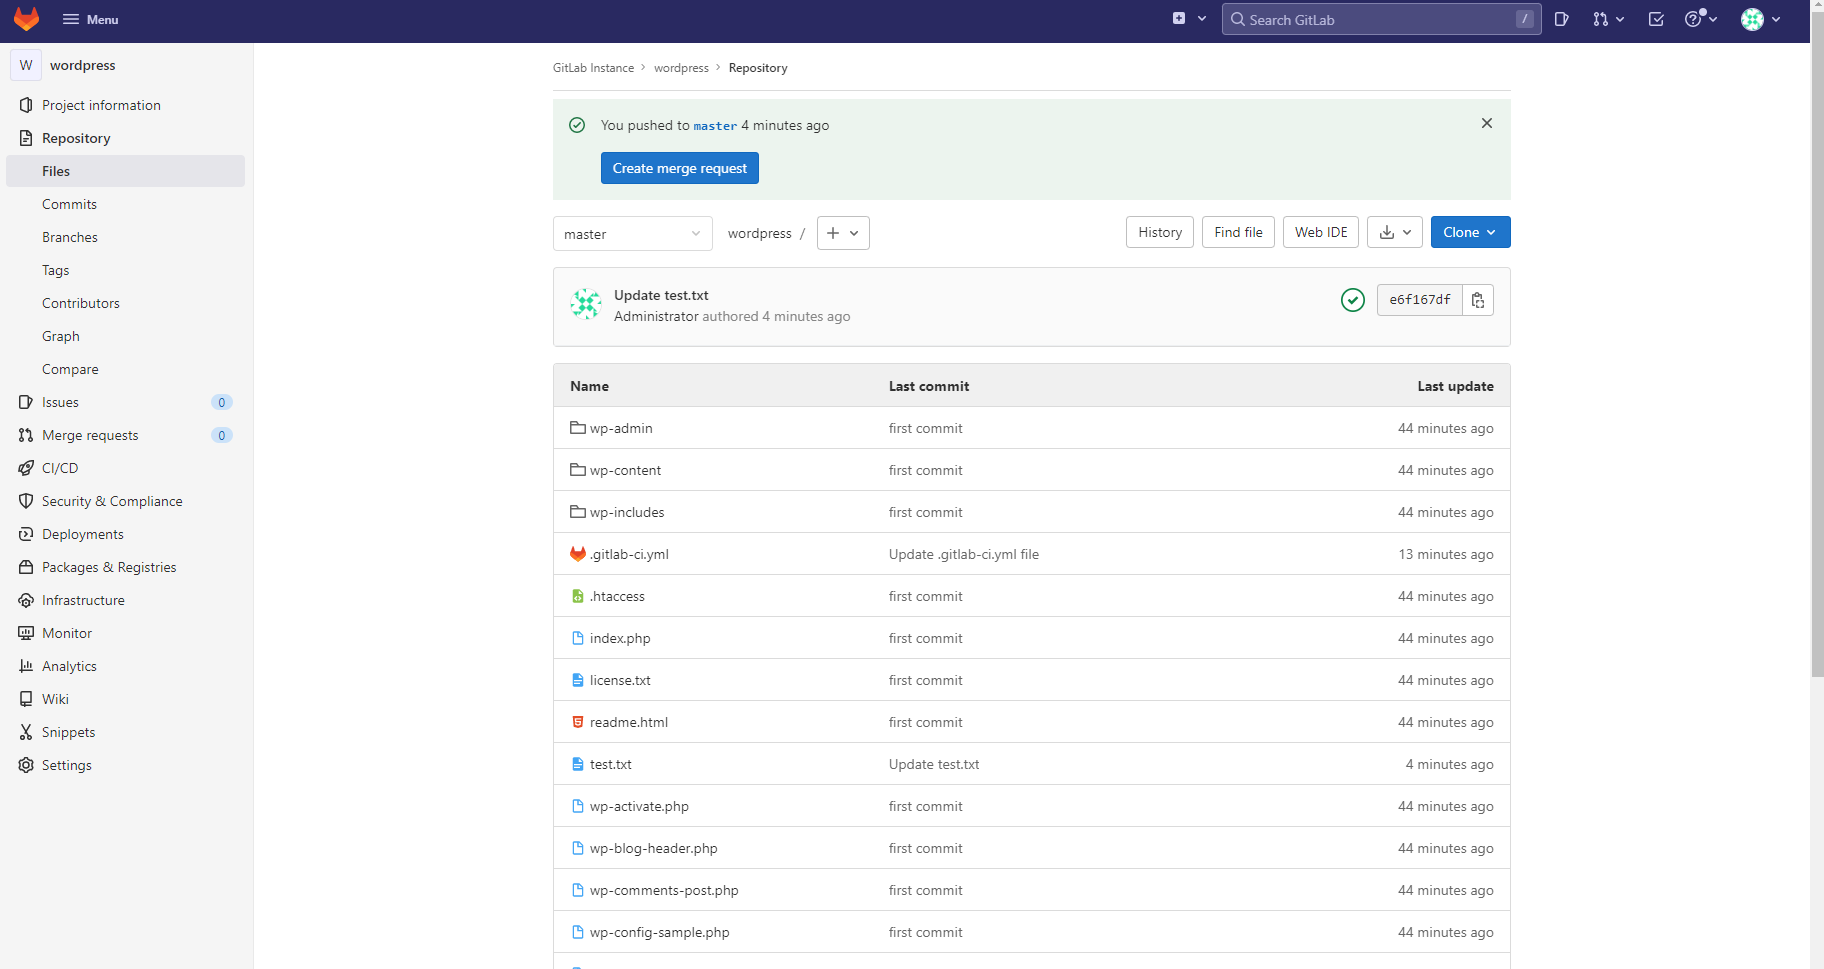 Menu
Search GitLab /
W wordpress
Project information
Repository
Files
Commits
Branches
Tags
Contributors
Graph
Compare
Issues 0
Merge requests 0
CI/CD
Security & Compliance
Deployments
Packages & Registries
Infrastructure
Monitor
Analytics
Wiki
Snippets
Settings
GitLab Instance > wordpress > Repository
You pushed to master 4 minutes ago
Create merge request
master wordpress / + History Find file Web IDE Clone
Update test.txt
Administrator authored 4 minutes ago
e6f167df
Name Last commit Last update
wp-admin first commit 44 minutes ago
wp-content first commit 44 minutes ago
wp-includes first commit 44 minutes ago
.gitlab-ci.yml Update .gitlab-ci.yml file 13 minutes ago
.htaccess first commit 44 minutes ago
index.php first commit 44 minutes ago
license.txt first commit 44 minutes ago
readme.html first commit 44 minutes ago
test.txt Update test.txt 4 minutes ago
wp-activate.php first commit 44 minutes ago
wp-blog-header.php first commit 44 minutes ago
wp-comments-post.php first commit 44 minutes ago
wp-config-sample.php first commit 44 minutes ago